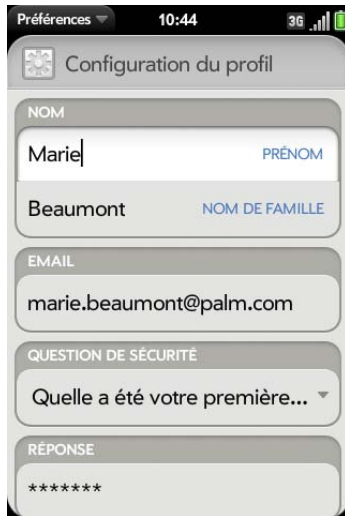 Préférences 10:44 3G
Configuration du profil
NOM
Marie PRÉNOM
Beaumont NOM DE FAMILLE
EMAIL
marie.beaumont@palm.com
QUESTION DE SÉCURITÉ
Quelle a été votre première...
RÉPONSE
*******